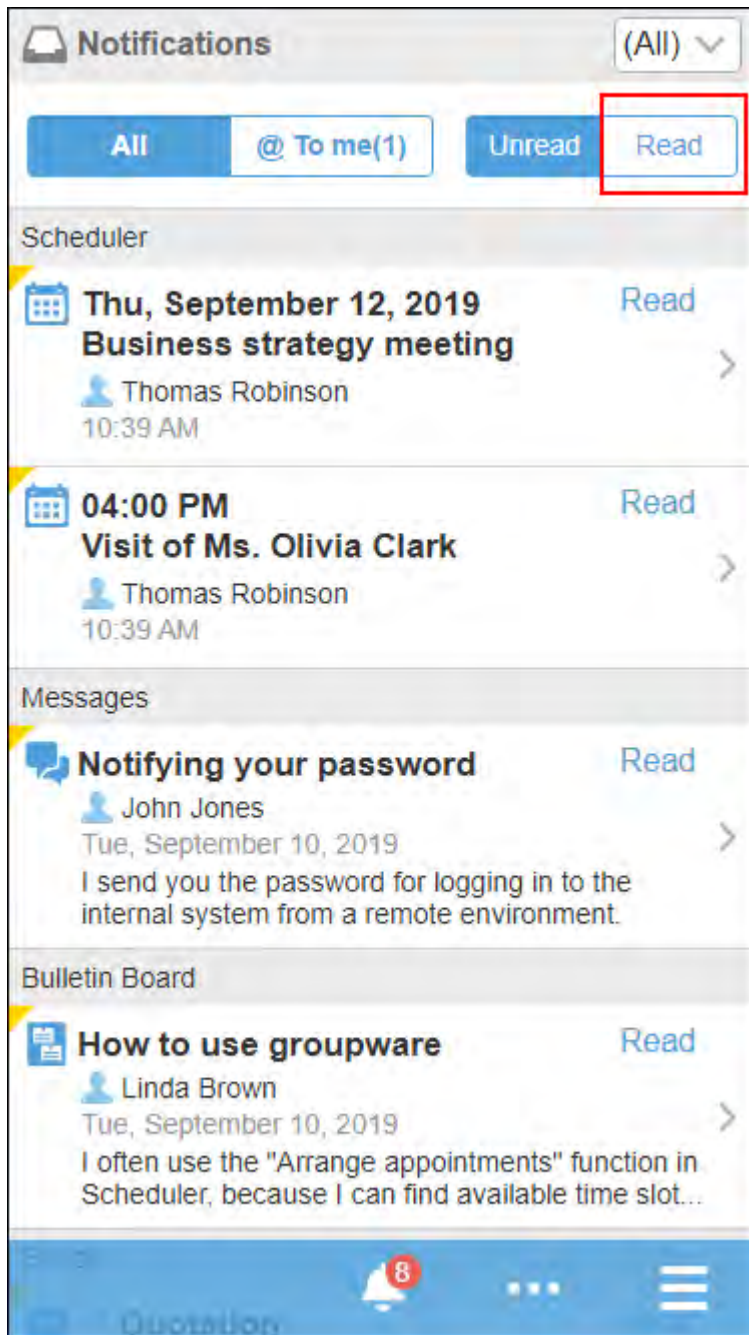 Notifications
(All)
All
@ To me(1)
Unread
Read
Scheduler
Thu, September 12, 2019
Read
Business strategy meeting
Thomas Robinson
10:39 AM
04:00 PM
Read
Visit of Ms. Olivia Clark
Thomas Robinson
10:39 AM
Messages
Notifying your password
Read
John Jones
Tue, September 10, 2019
I send you the password for logging in to the
internal system from a remote environment.
Bulletin Board
How to use groupware
Read
Linda Brown
Tue, September 10, 2019
I often use the "Arrange appointments" function in
Scheduler, because I can find available time slot...
8
Quotation